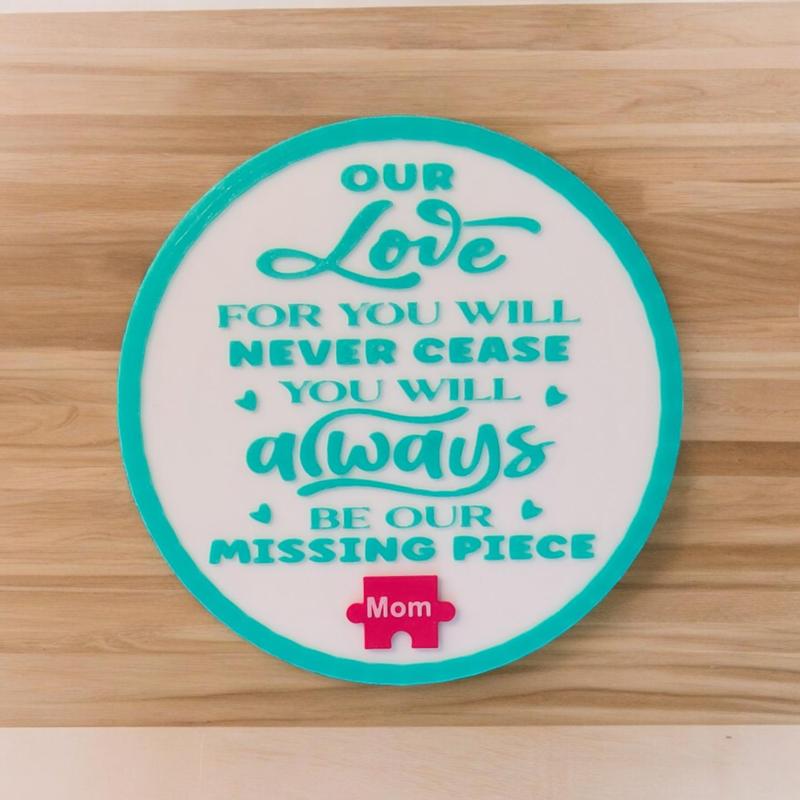 OUR
Love
FOR YOU WILL
NEVER CEASE
YOU WILL
always
BE OUR
MISSING PIECE
Mom